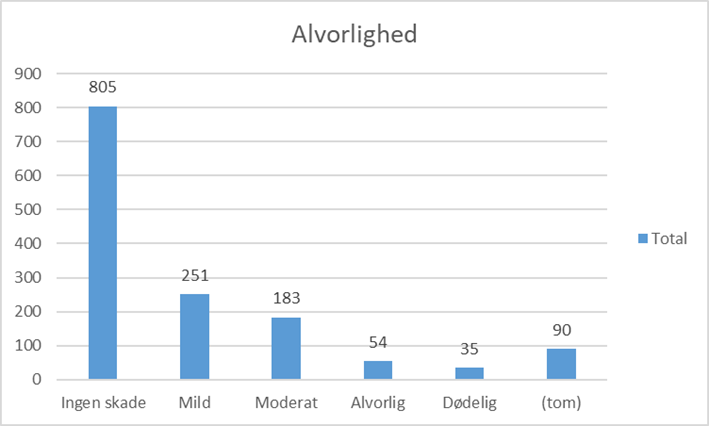 Alvorlighed
900
800
700
600
500
400
300
200
100
0
805
251
183
54
35
90
Ingen skade
Mild
Moderat
Alvorlig
Dødelig
(tom)
Total